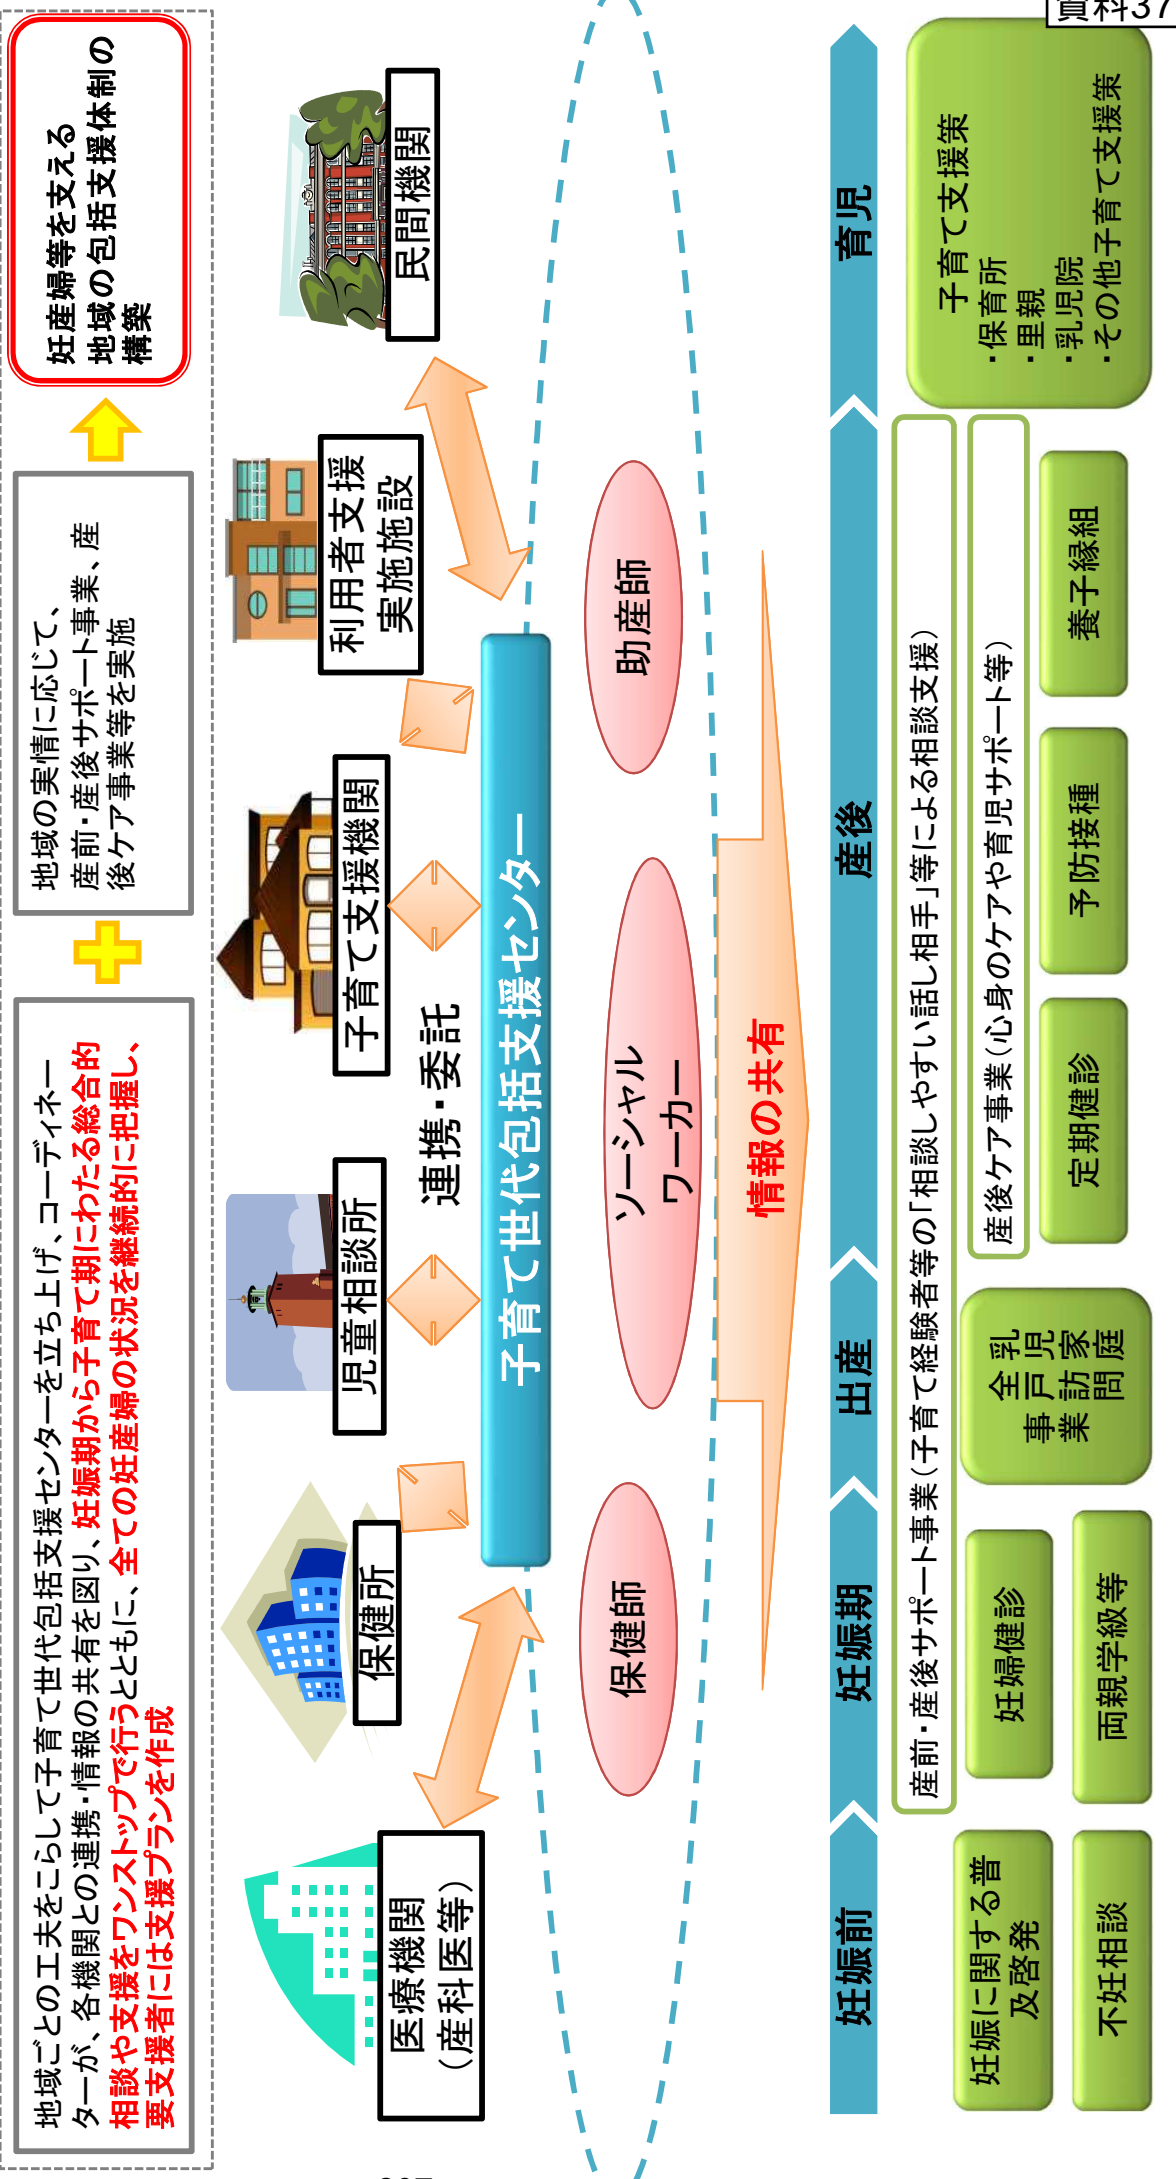 資料37
地域ごとの工夫をこらして子育て世代包括支援センターを立ち上げ、コーディネー
ターが、各機関との連携・情報の共有を図り、妊娠期から子育て期にわたる総合的
相談や支援をワンストップで行うとともに、全ての妊産婦の状況を継続的に把握し、
要支援者には支援プランを作成
地域の実情に応じて、
産前・産後サポート事業、産
後ケア事業等を実施
妊産婦等を支える
地域の包括支援体制の
構築
医療機関
(産科医等)
保健所
児童相談所
子育て支援機関
利用者支援
実施施設
民間機関
連携・委託
子育て世代包括支援センター
保健師
ソーシャル
ワーカー
助産師
情報の共有
妊娠前
妊娠期
出産
産後
育児
産前・産後サポート事業(子育て経験者等の「相談しやすい話し相手」等による相談支援)
産後ケア事業(心身のケアや育児サポート等)
妊娠に関する普
及啓発
不妊相談
妊婦健診
両親学級等
乳児家庭
全戸訪問
事業
定期健診
予防接種
養子縁組
子育て支援策
・保育所
・里親
・乳児院
・その他子育て支援策